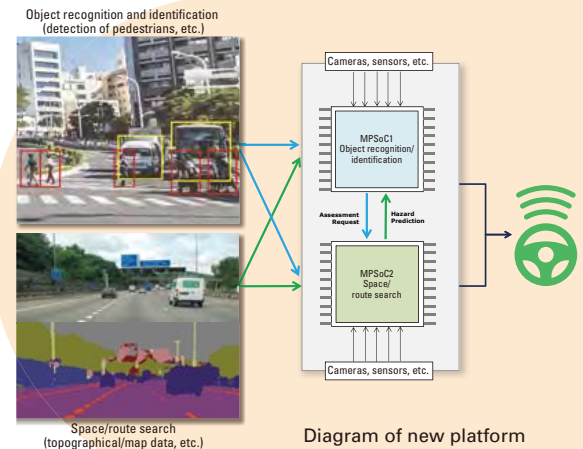 Object recognition and identification
(detection of pedestrians, etc.)
Cameras, sensors, etc.
MPSoC1
Object recognition/
identification
Assessment
Request
Hazard
Prediction
MPSoC2
Space/
route search
Cameras, sensors, etc.
Space/route search
(topographical/map data, etc.)
Diagram of new platform